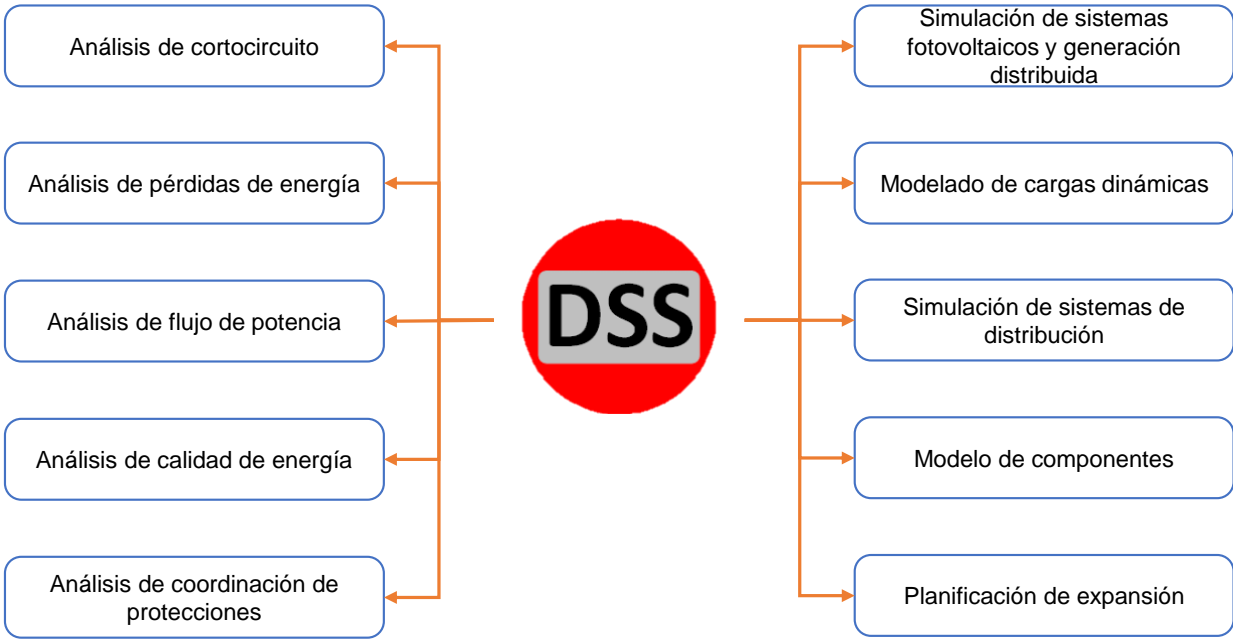 Análisis de cortocircuito
Análisis de pérdidas de energía
Análisis de flujo de potencia
Análisis de calidad de energía
Análisis de coordinación de
protecciones
DSS
Simulación de sistemas
fotovoltaicos y generación
distribuida
Modelado de cargas dinámicas
Simulación de sistemas de
distribución
Modelo de componentes
Planificación de expansión